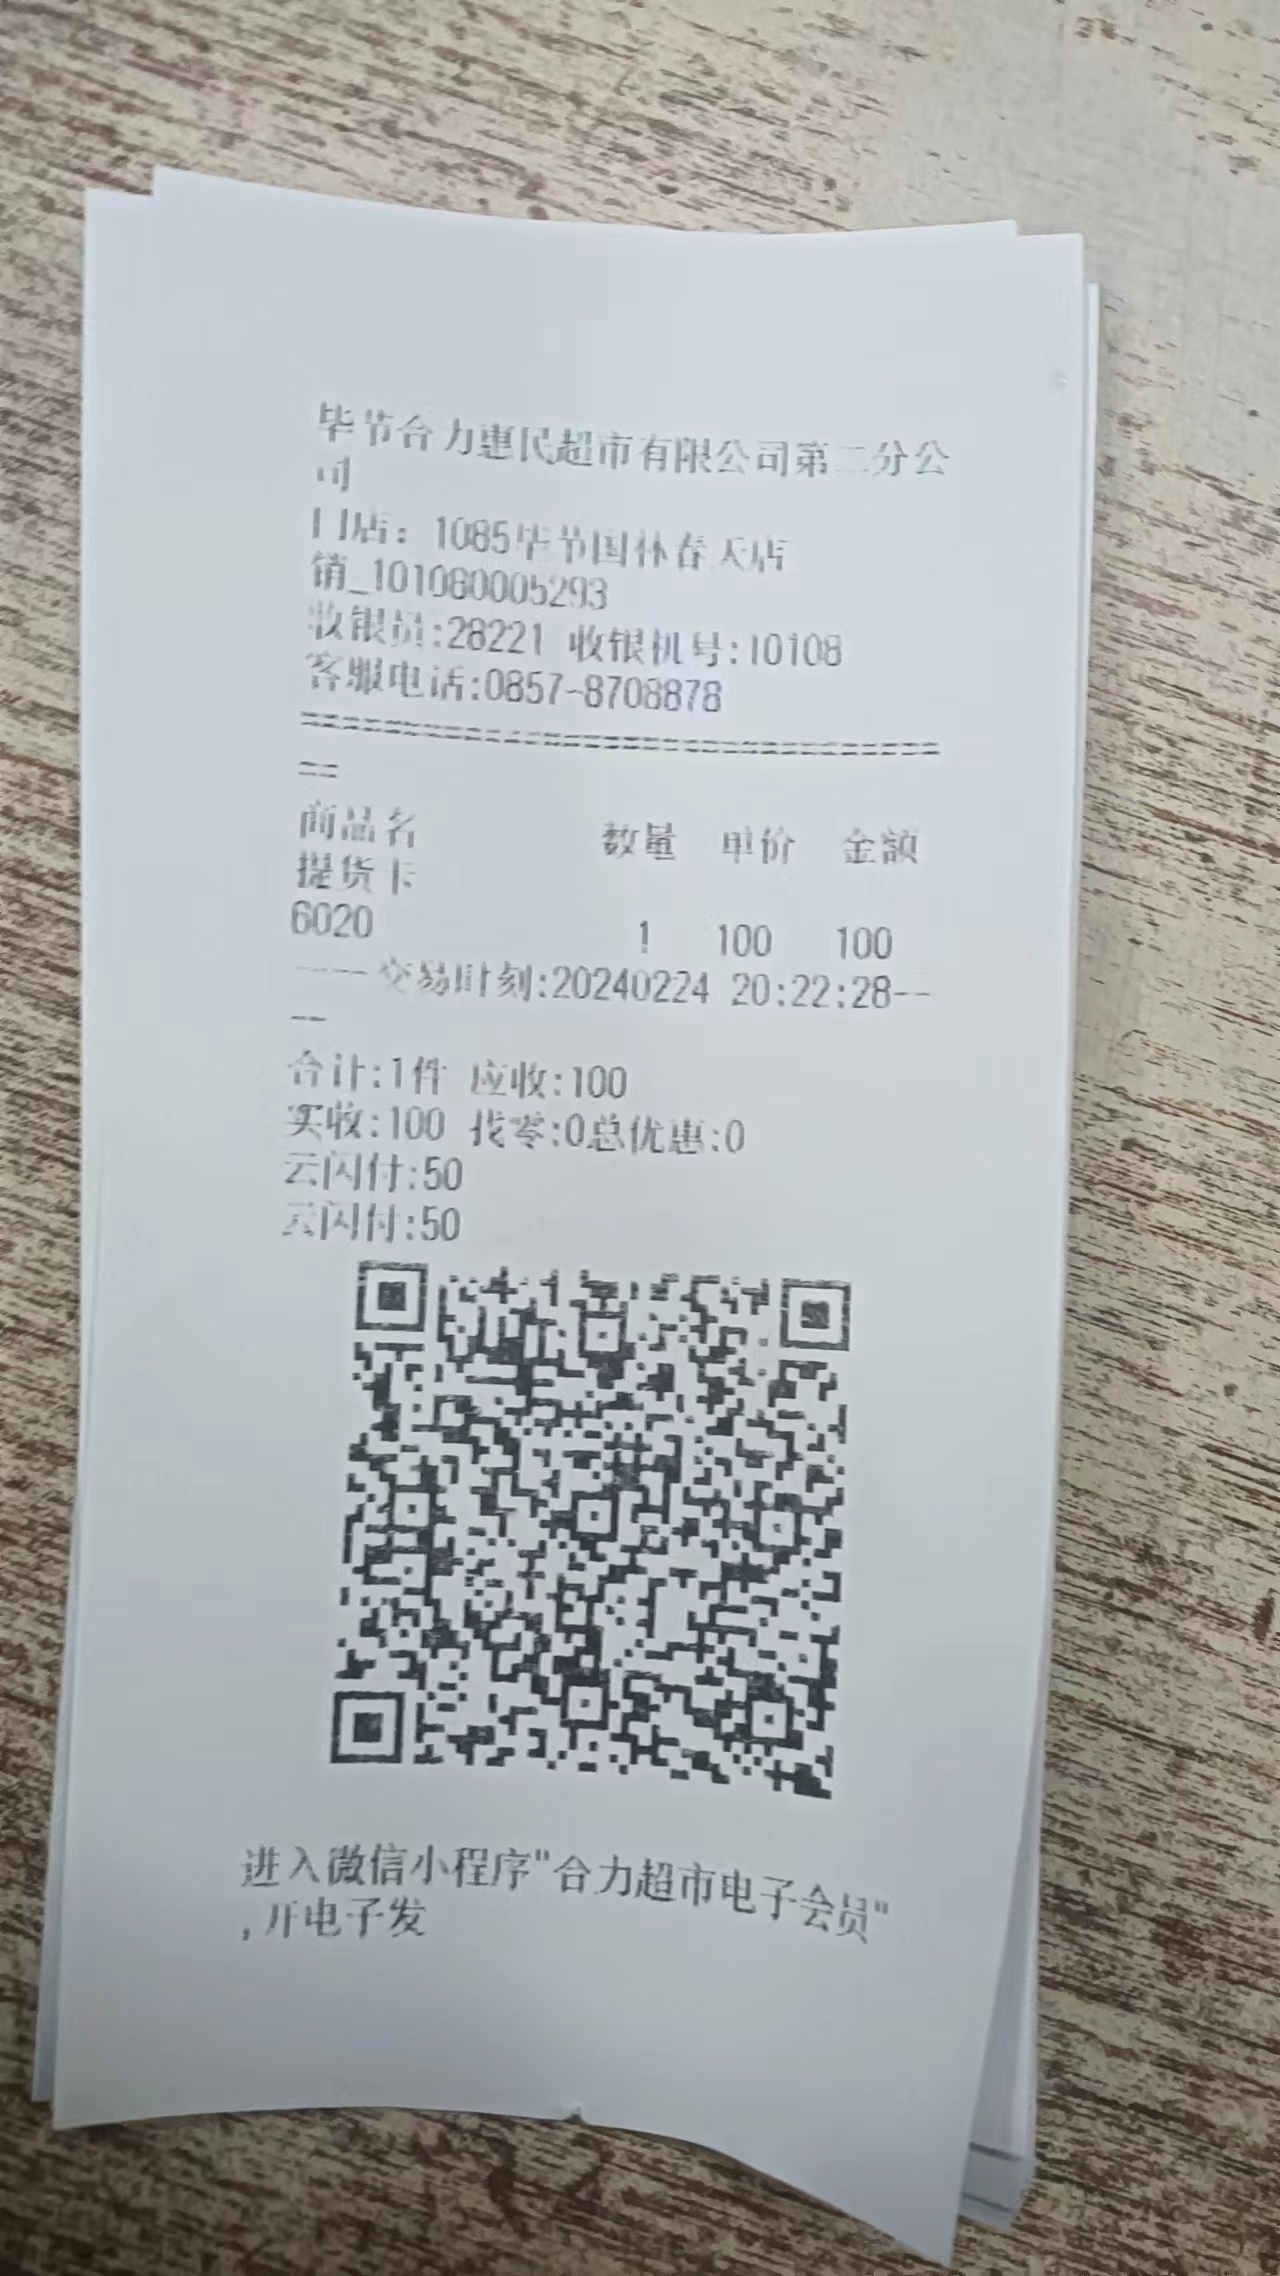 毕节合力惠民超市有限公司第二分公
司
门店：1085毕节国林春天店
销_101080005293
收银员:28221 收银机号:10108
客服电话:0857-8708878
================================
==
商品名 数量 单价 金额
提货卡
6020 1 100 100
----交易时刻:20240224 20:22:28--
--
合计:1件 应收:100
实收:100 找零:0总优惠:0
云闪付:50
云闪付:50
进入微信小程序"合力超市电子会员"
,开电子发